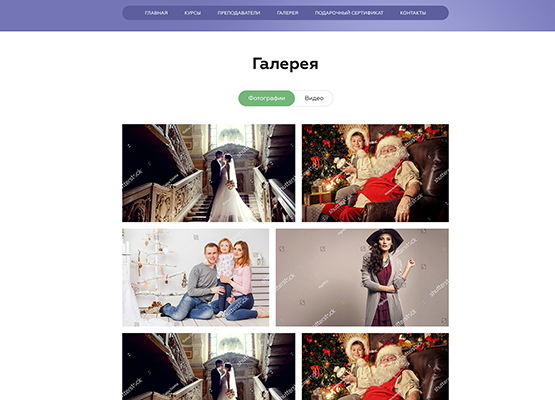 ГЛАВНАЯ КУРСЫ ПРЕПОДАВАТЕЛИ ГАЛЕРЕЯ ПОДАРОЧНЫЙ СЕРТИФИКАТ КОНТАКТЫ
Галерея
Фотографии Видео
shutterstock shutterstock
shutterstock shutterstock
shutterstock shutterstock